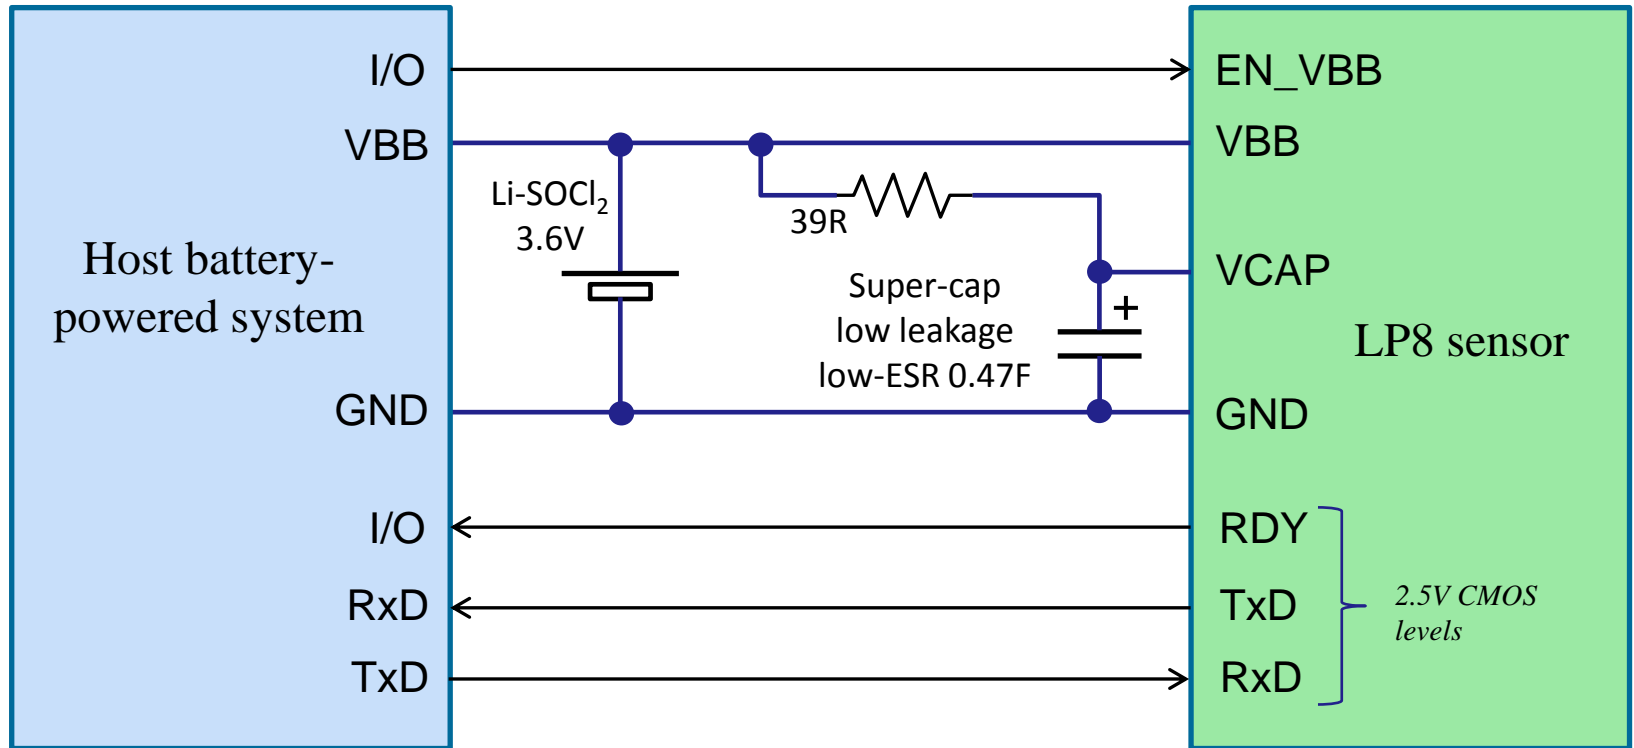 I/O
EN_VBB
VBB
VBB
Li-SOCl₂
3.6V
39R
Host battery-
powered system
VCAP
Super-cap
low leakage
low-ESR 0.47F
+
LP8 sensor
GND
GND
I/O
RDY
RxD
TxD
2.5V CMOS
levels
TxD
RxD